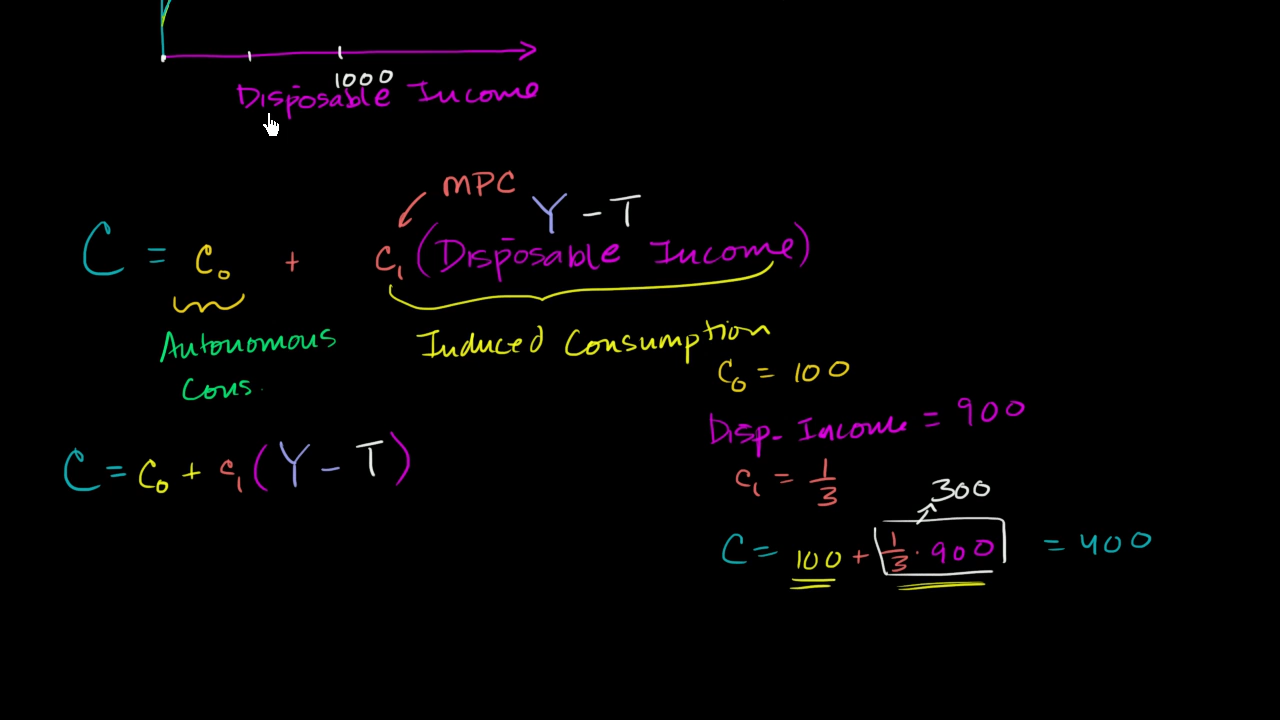 1000
Disposable Income
MPC
Y - T
C = C₀ + C₁ (Disposable Income)
Autonomous
Cons.
Induced Consumption
C₀ = 100
Disp. Income = 900
C = C₀ + C₁ (Y - T)
C₁ = 1/3
300
C = 100 + 1/3 · 900 = 400